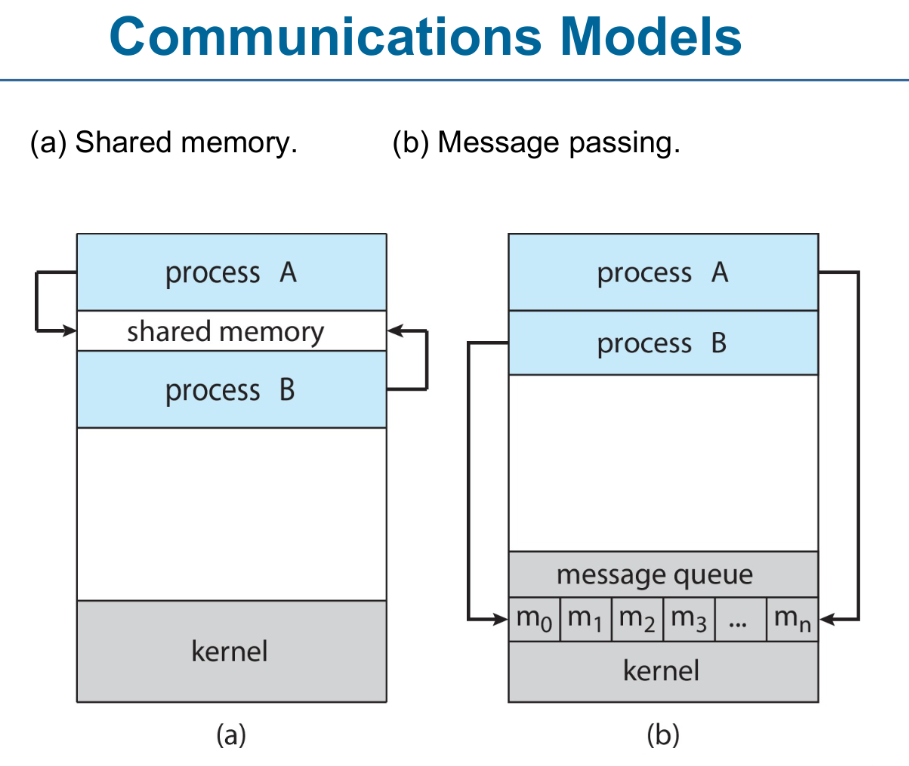 Communications Models
(a) Shared memory.
(b) Message passing.
process A
shared memory
process B
kernel
(a)
process A
process B
message queue
m0 m1 m2 m3 ... mn
kernel
(b)